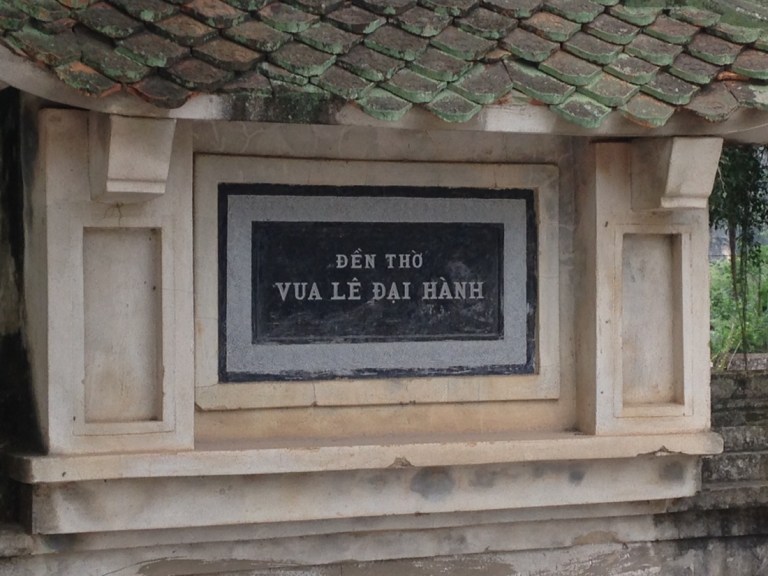 ĐỀN THỜ
VUA LÊ ĐẠI HÀNH